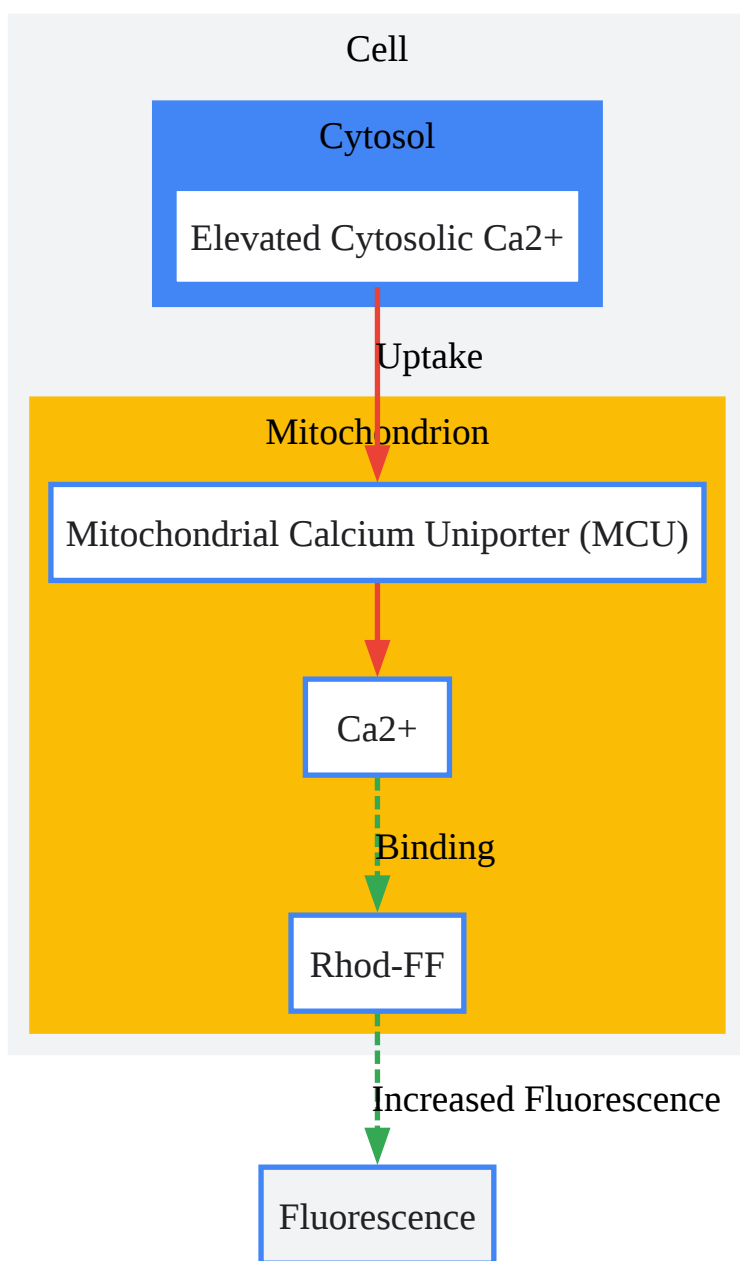 Cell
Cytosol
Elevated Cytosolic Ca2+
Uptake
Mitochondrion
Mitochondrial Calcium Uniporter (MCU)
Ca2+
Binding
Rhod-FF
Increased Fluorescence
Fluorescence